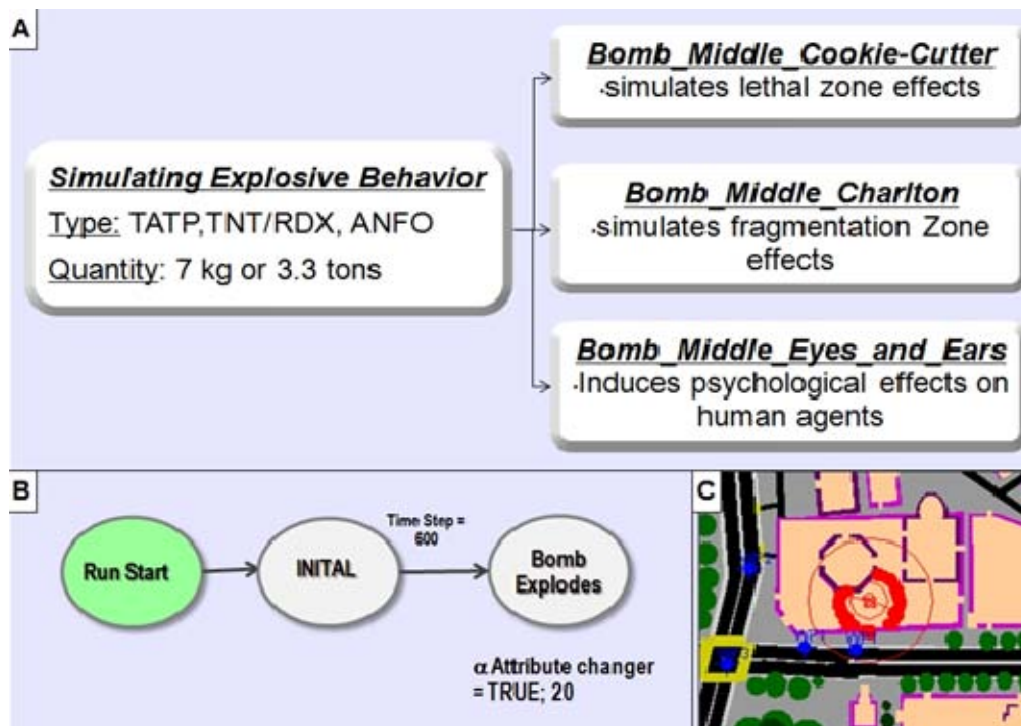 A
Simulating Explosive Behavior
Type: TATP,TNT/RDX, ANFO
Quantity: 7 kg or 3.3 tons
Bomb_Middle_Cookie-Cutter
.simulates lethal zone effects
Bomb_Middle_Charlton
.simulates fragmentation Zone
effects
Bomb_Middle_Eyes_and_Ears
.Induces psychological effects on
human agents
B
Run Start
INITAL
Time Step =
600
Bomb
Explodes
α Attribute changer
= TRUE; 20
C